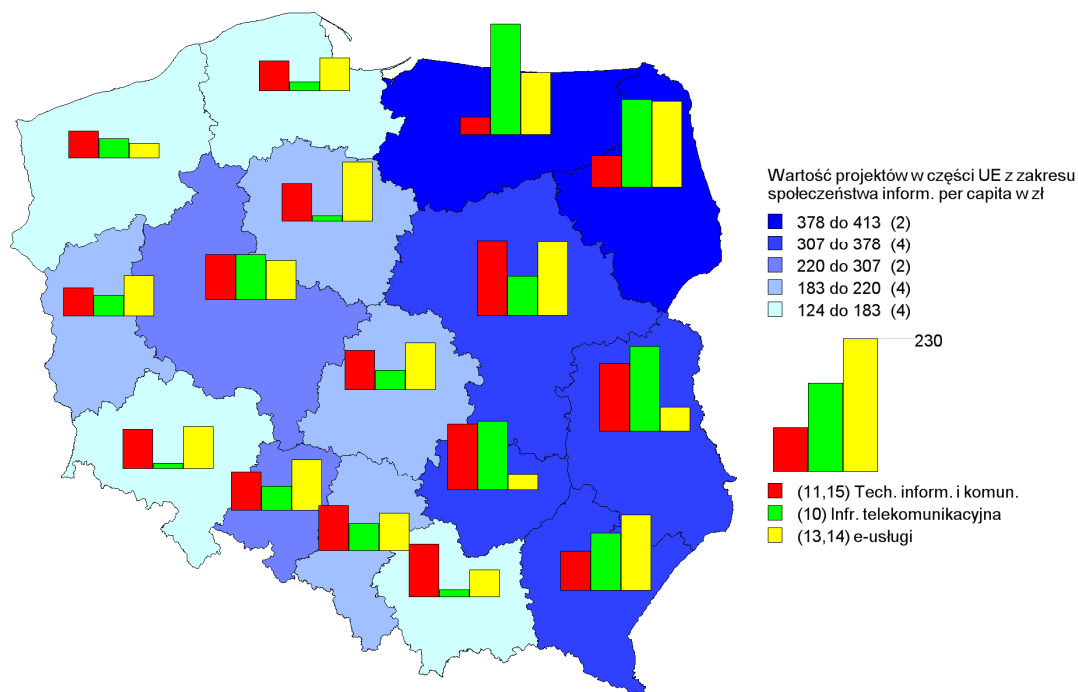 Wartość projektów w części UE z zakresu
społeczeństwa inform. per capita w zł
378 do 413 (2)
307 do 378 (4)
220 do 307 (2)
183 do 220 (4)
124 do 183 (4)
230
(11,15) Tech. inform. i komun.
(10) Infr. telekomunikacyjna
(13,14) e-usługi